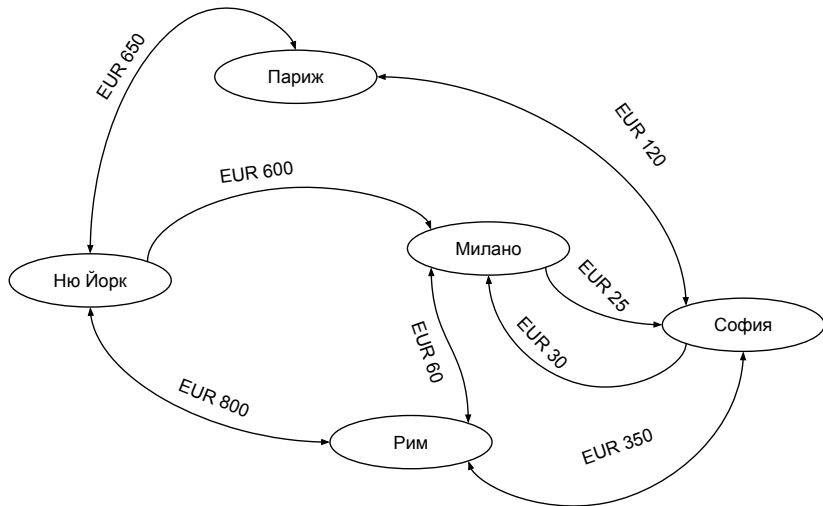 EUR 650
Париж
EUR 120
EUR 600
Милано
Ню Йорк
EUR 25
София
EUR 30
EUR 60
EUR 800
Рим
EUR 350